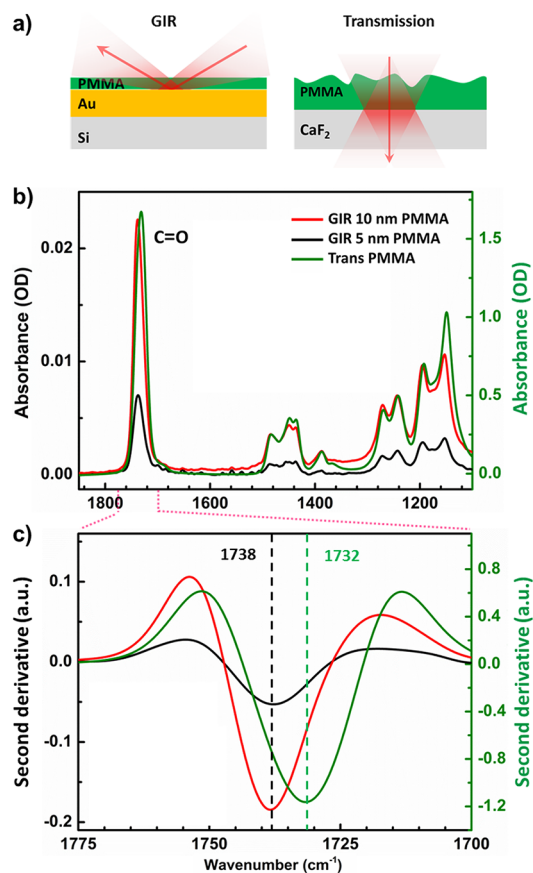 a)
GIR
Transmission
PMMA
Au
Si
PMMA
CaF2
b)
C=O
GIR 10 nm PMMA
GIR 5 nm PMMA
Trans PMMA
Absorbance (OD)
0.02
0.01
0.00
Absorbance (OD)
1.5
1.0
0.5
0.0
1800
1600
1400
1200
c)
1738
1732
Second derivative (a.u.)
0.1
0.0
-0.1
-0.2
Second derivative (a.u.)
0.8
0.4
0.0
-0.4
-0.8
-1.2
1775
1750
1725
1700
Wavenumber (cm-1)